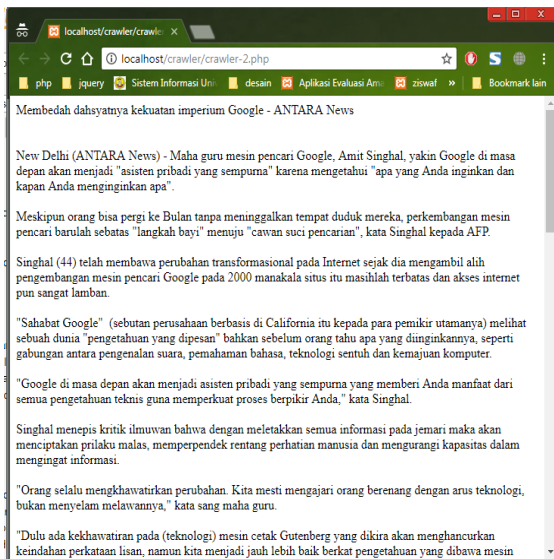 localhost/crawler/crawle
localhost/crawler/crawler-2.php
php jquery Sistem Informasi Univ desain Aplikasi Evaluasi Ama ziswaf » Bookmark lain
Membedah dahsyatnya kekuatan imperium Google - ANTARA News
New Delhi (ANTARA News) - Maha guru mesin pencari Google, Amit Singhal, yakin Google di masa
depan akan menjadi "asisten pribadi yang sempurna" karena mengetahui "apa yang Anda inginkan dan
kapan Anda menginginkan apa".
Meskipun orang bisa pergi ke Bulan tanpa meninggalkan tempat duduk mereka, perkembangan mesin
pencari barulah sebatas "langkah bayi" menuju "cawan suci pencarian", kata Singhal kepada AFP.
Singhal (44) telah membawa perubahan transformasional pada Internet sejak dia mengambil alih
pengembangan mesin pencari Google pada 2000 manakala situs itu masihlah terbatas dan akses internet
pun sangat lamban.
"Sahabat Google" (sebutan perusahaan berbasis di California itu kepada para pemikir utamanya) melihat
sebuah dunia "pengetahuan yang dipesan" bahkan sebelum orang tahu apa yang diinginkannya, seperti
gabungan antara pengenalan suara, pemahaman bahasa, teknologi sentuh dan kemajuan komputer.
"Google di masa depan akan menjadi asisten pribadi yang sempurna yang memberi Anda manfaat dari
semua pengetahuan teknis guna memperkuat proses berpikir Anda," kata Singhal.
Singhal menepis kritik ilmuwan bahwa dengan meletakkan semua informasi pada jemari maka akan
menciptakan prilaku malas, memperpendek rentang perhatian manusia dan mengurangi kapasitas dalam
mengingat informasi.
"Orang selalu mengkhawatirkan perubahan. Kita mesti mengajari orang berenang dengan arus teknologi,
bukan menyelam melawannya," kata sang maha guru.
"Dulu ada kekhawatiran pada (teknologi) mesin cetak Gutenberg yang dikira akan menghancurkan
keindahan perkataan lisan, namun kita menjadi jauh lebih baik berkat pengetahuan yang dibawa mesin